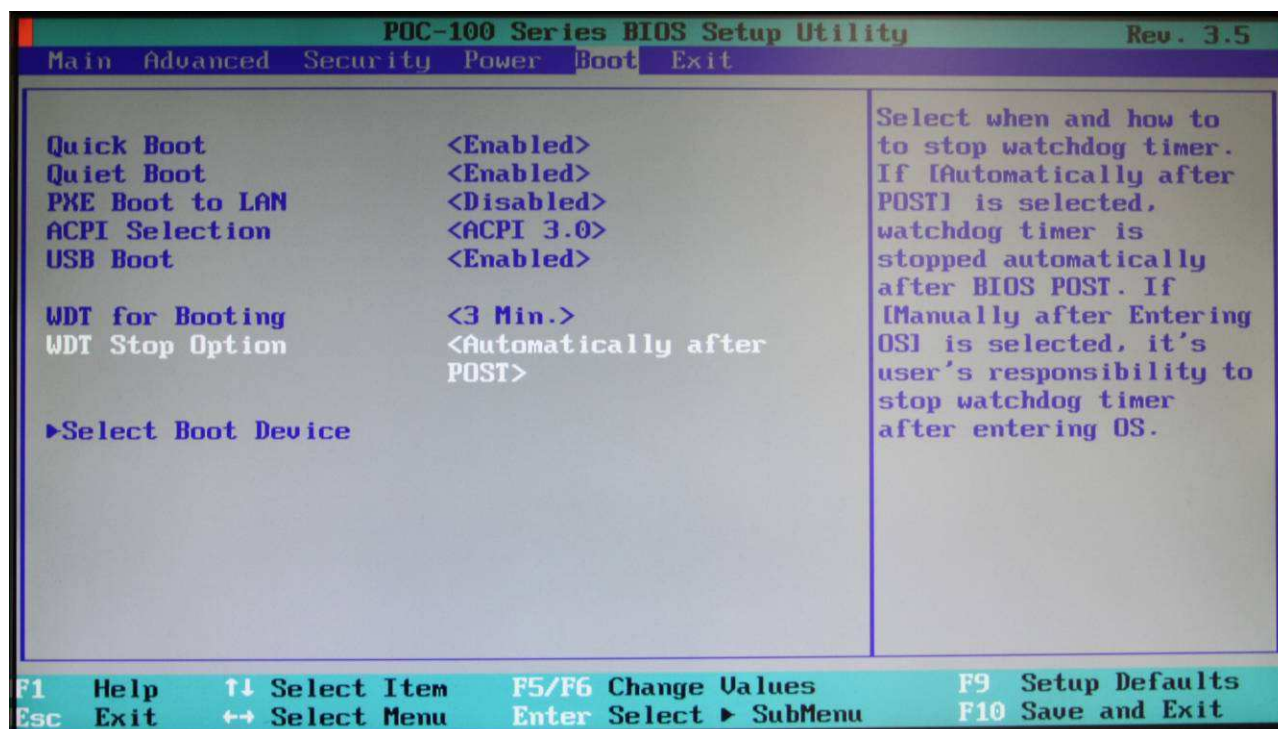 POC-100 Series BIOS Setup Utility Rev. 3.5
Main Advanced Security Power Boot Exit
Quick Boot <Enabled>
Quiet Boot <Enabled>
PXE Boot to LAN <Disabled>
ACPI Selection <ACPI 3.0>
USB Boot <Enabled>
WDT for Booting <3 Min.>
WDT Stop Option <Automatically after
POST>
▶Select Boot Device
Select when and how to
to stop watchdog timer.
If [Automatically after
POST] is selected,
watchdog timer is
stopped automatically
after BIOS POST. If
[Manually after Entering
OS] is selected, it's
user's responsibility to
stop watchdog timer
after entering OS.
F1 Help ↑↓ Select Item F5/F6 Change Values F9 Setup Defaults
Esc Exit ←→ Select Menu Enter Select ▶ SubMenu F10 Save and Exit